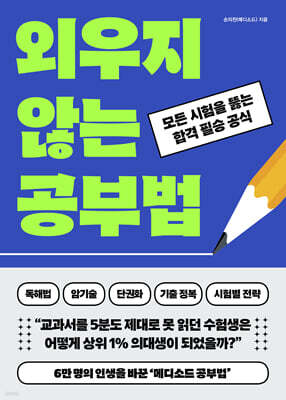 손의찬(메디소드) 지음
외우지
않는
공부법
모든 시험을 뚫는
합격 필승 공식
독해법 암기술 단권화 기출 정복 시험별 전략
“교과서를 5분도 제대로 못 읽던 수험생은
어떻게 상위 1% 의대생이 되었을까?”
6만 명의 인생을 바꾼 ‘메디소드 공부법’